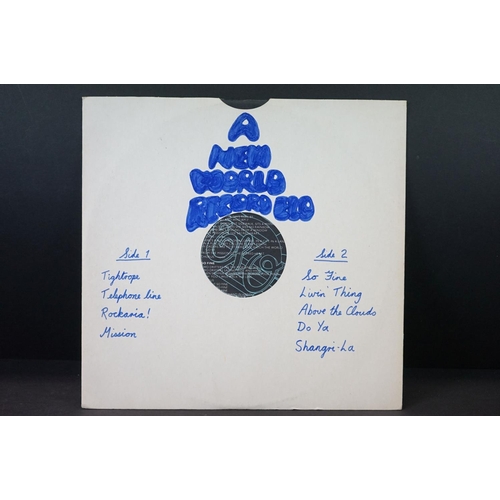 A
NEW
WORLD
RECORD ELO
Side 1
Tightrope
Telephone line
Rockaria!
Mission
Side 2
So Fine
Livin' Thing
Above the Clouds
Do Ya
Shangri-La